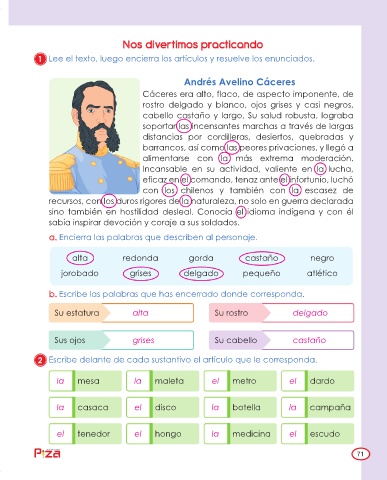 Nos divertimos practicando
1 Lee el texto, luego encierra los artículos y resuelve los enunciados.
Andrés Avelino Cáceres
Cáceres era alto, flaco, de aspecto imponente, de
rostro delgado y blanco, ojos grises y casi negros,
cabello castaño y largo. Su salud robusta, lograba
soportar las incensantes marchas a través de largas
distancias por cordilleras, desiertos, quebradas y
barrancos, así como las peores privaciones, y llegó a
alimentarse con la más extrema moderación.
Incansable en su actividad, valiente en la lucha,
eficaz en el comando, tenaz ante el infortunio, luchó
con los chilenos y también con la escasez de
recursos, con los duros rigores de la naturaleza, no solo en guerra declarada
sino también en hostilidad desleal. Conocía el idioma indígena y con él
sabía inspirar devoción y coraje a sus soldados.
a. Encierra las palabras que describen al personaje.
alta redonda gorda castaño negro
jorobado grises delgado pequeño atlético
b. Escribe las palabras que has encerrado donde corresponda.
Su estatura alta Su rostro delgado
Sus ojos grises Su cabello castaño
2 Escribe delante de cada sustantivo el artículo que le corresponda.
la mesa la maleta el metro el dardo
la casaca el disco la botella la campaña
el tenedor el hongo la medicina el escudo
Piza
71